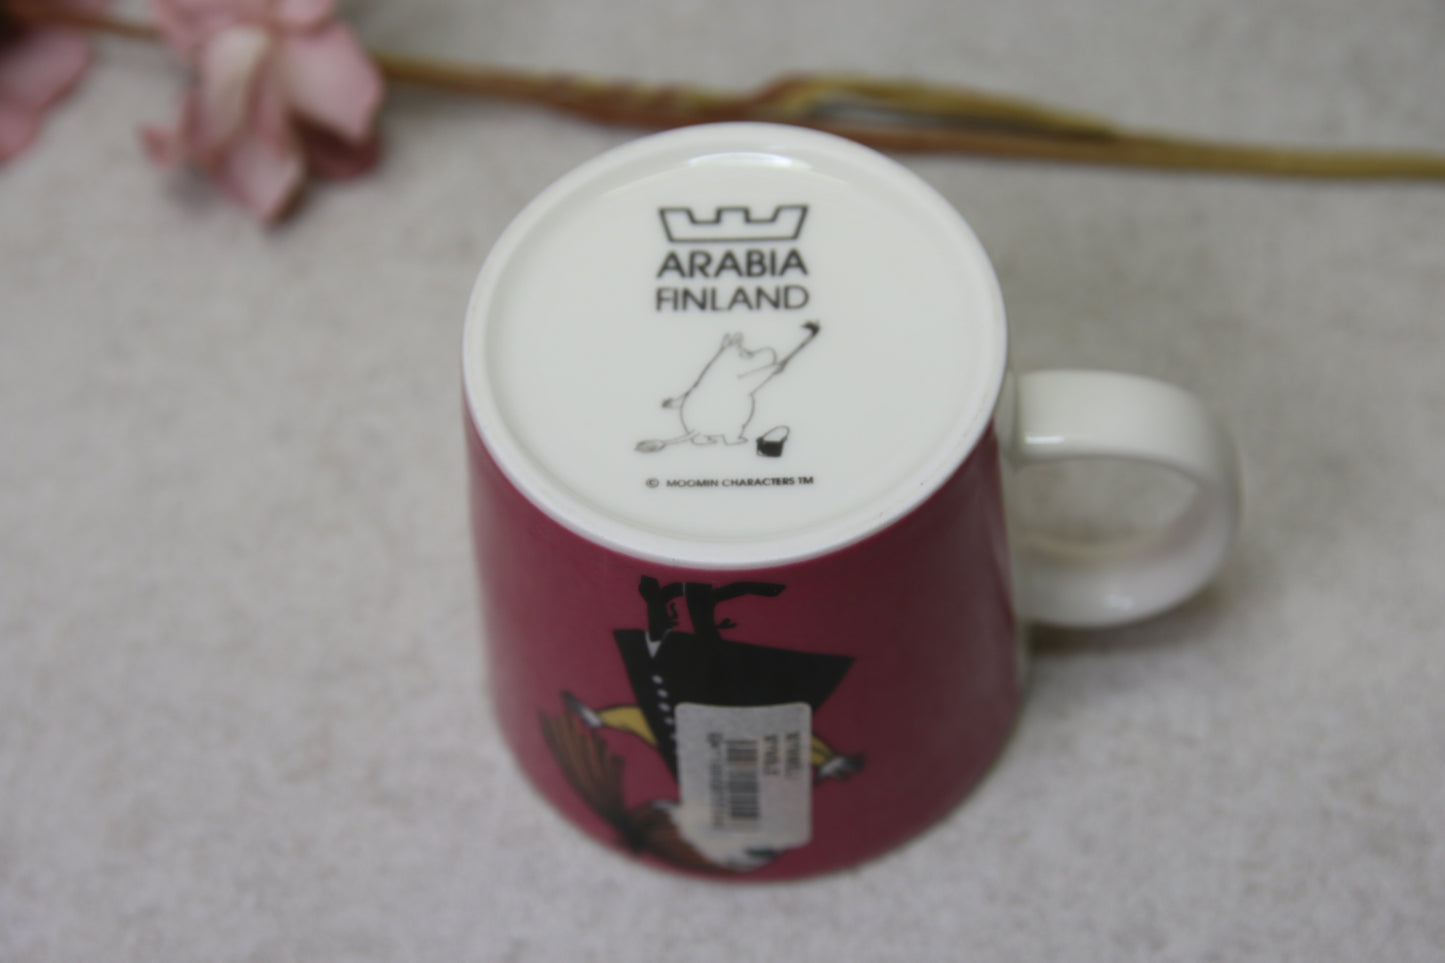 ARABIA
FINLAND
© MOOMIN CHARACTERS TM